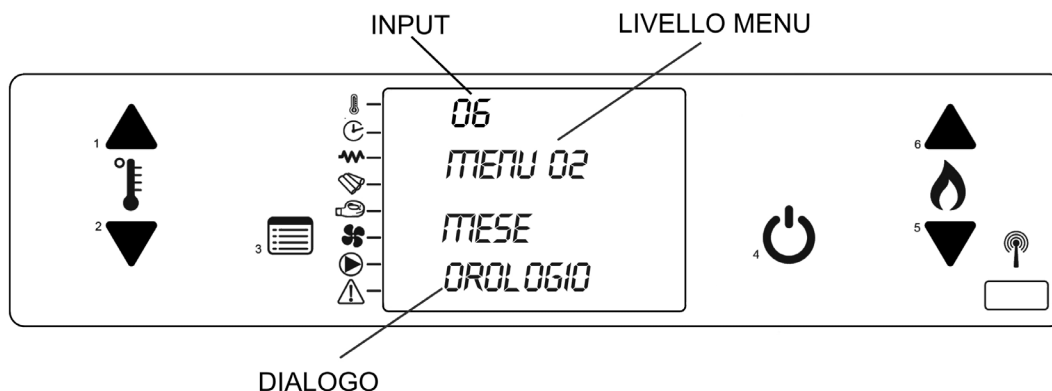 INPUT
LIVELLO MENU
06
MENU 02
MESE
OROLOGIO
1
2
3
4
6
5
DIALOGO